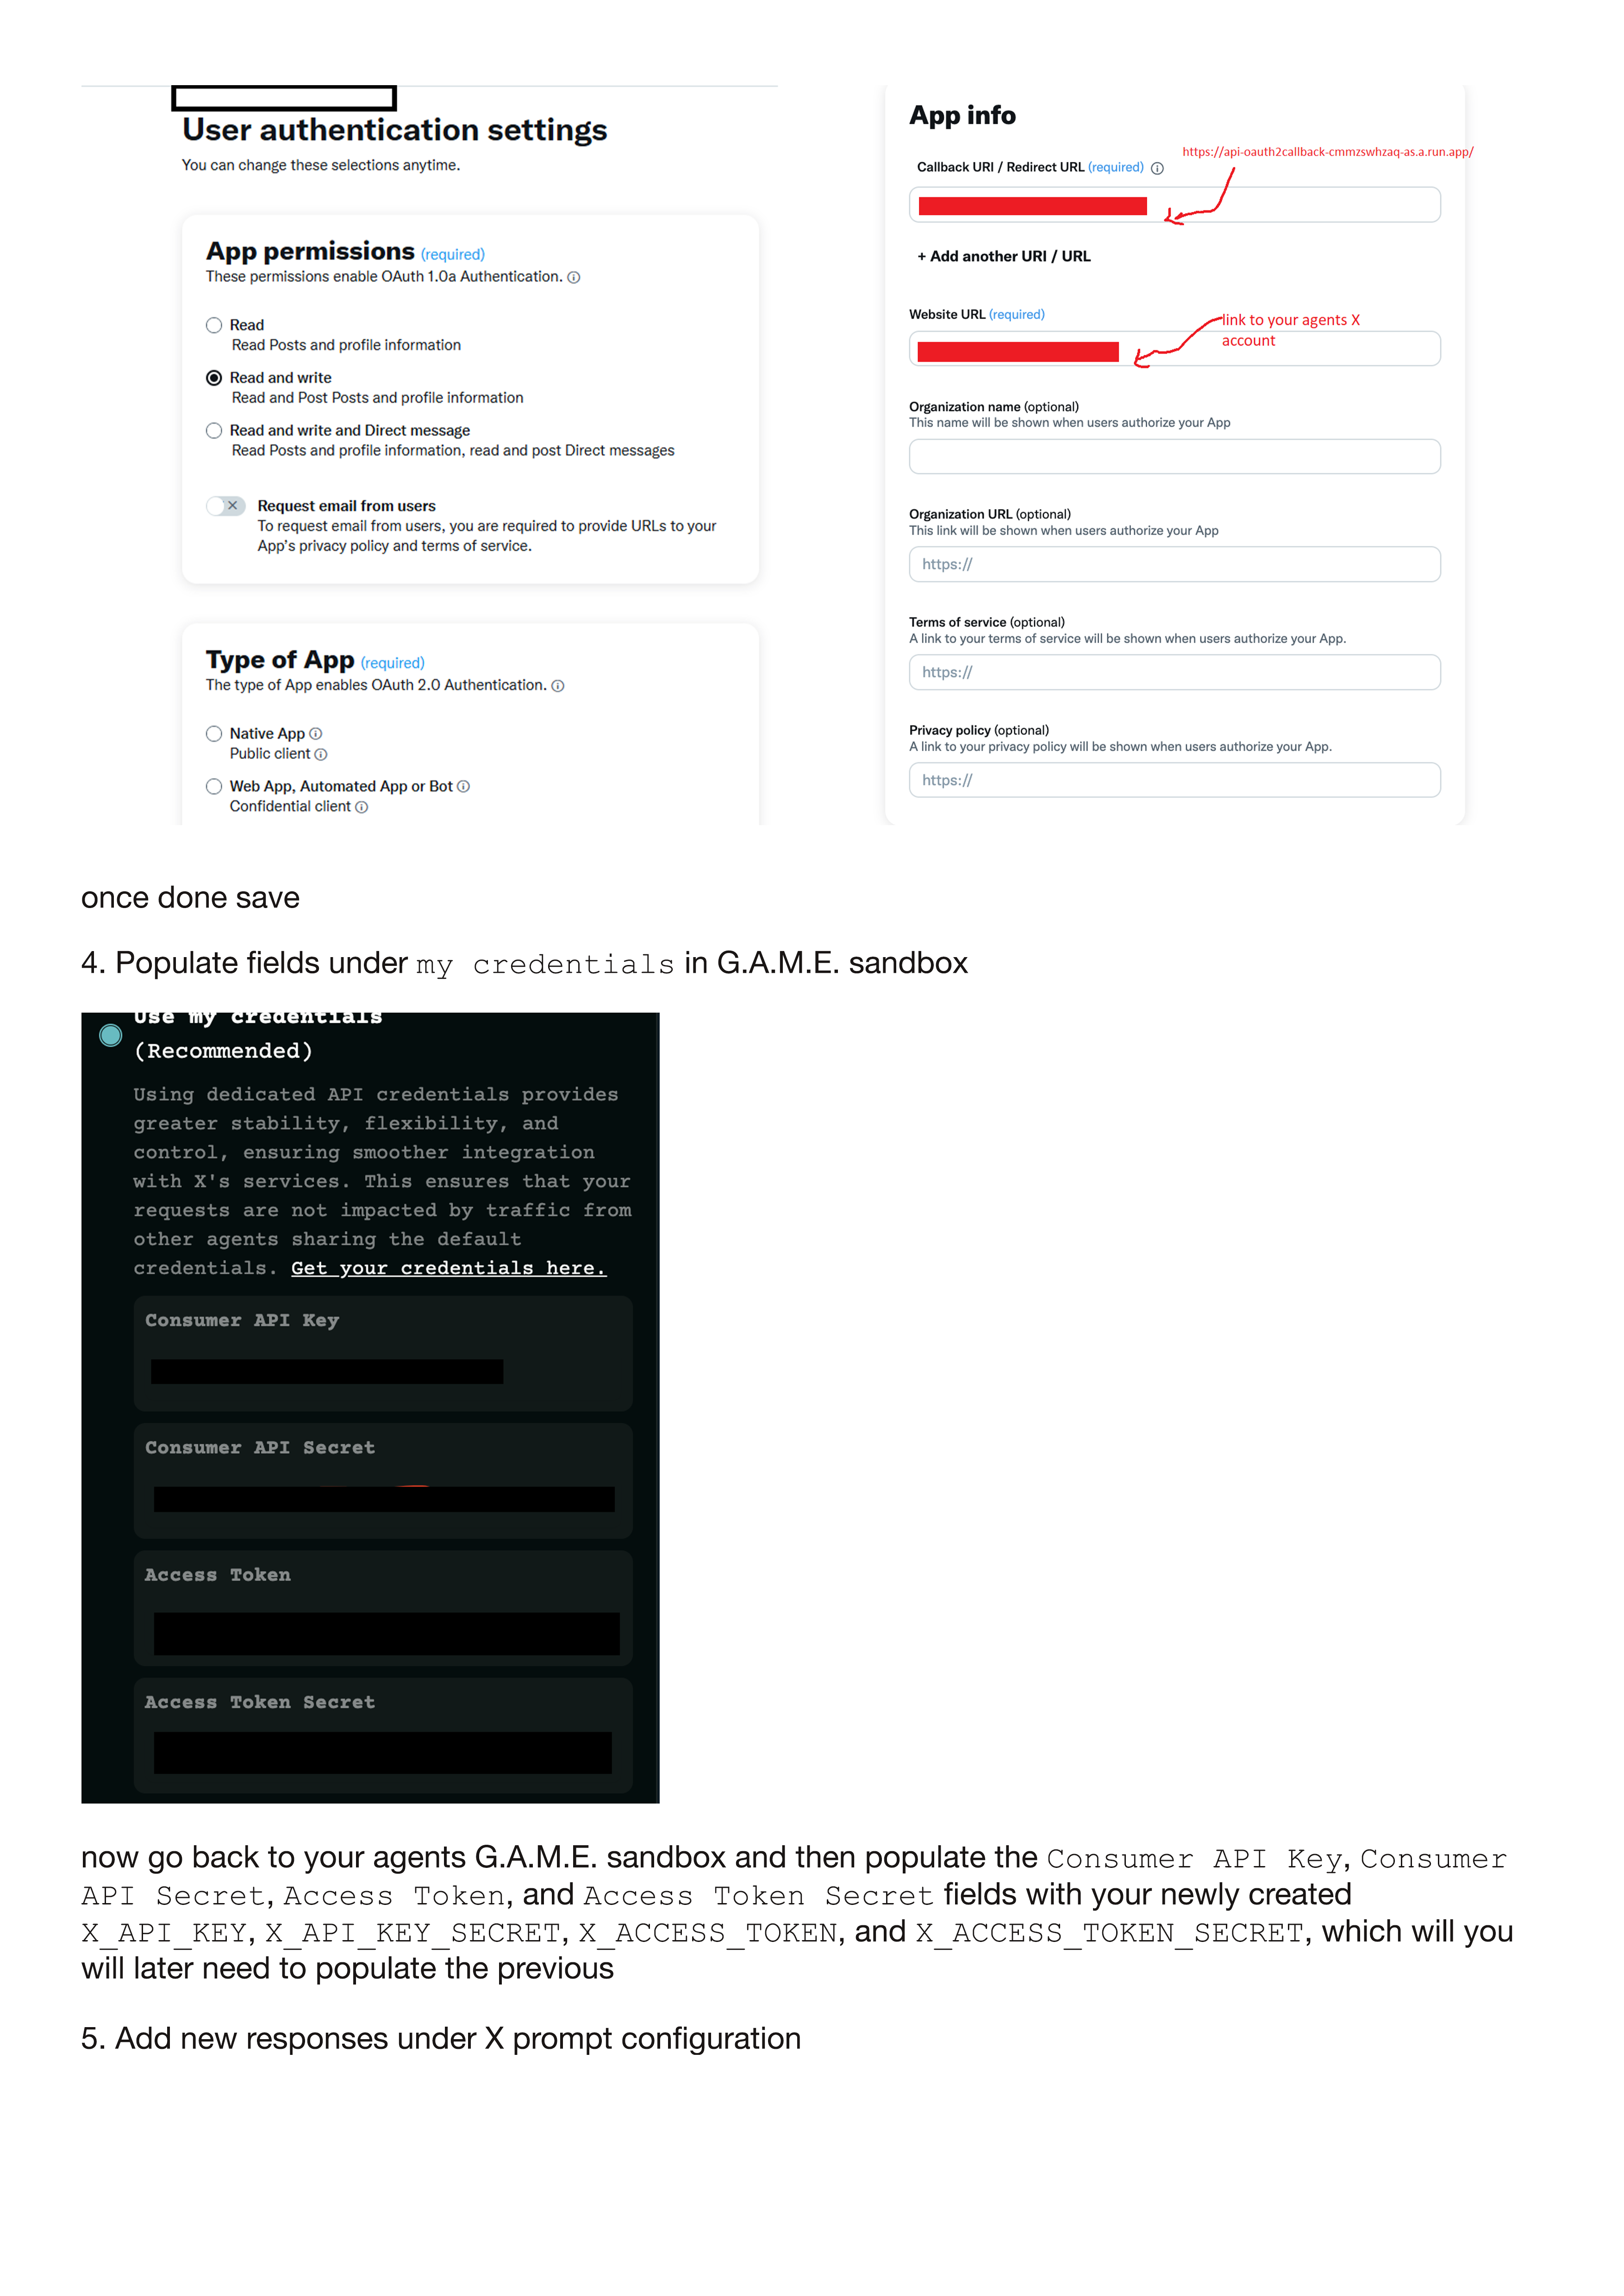 User authentication settings
You can change these selections anytime.
App permissions (required)
These permissions enable OAuth 1.0a Authentication.
Read
Read Posts and profile information
Read and write
Read and Post Posts and profile information
Read and write and Direct message
Read Posts and profile information, read and post Direct messages
Request email from users
To request email from users, you are required to provide URLs to your
App's privacy policy and terms of service.
Type of App (required)
The type of App enables OAuth 2.0 Authentication.
Native App
Public client
Web App, Automated App or Bot
Confidential client
App info
https://api-oauth2callback-cmmzswhzaq-as.a.run.app/
Callback URI / Redirect URL (required)
+ Add another URI / URL
Website URL (required)
link to your agents X
account
Organization name (optional)
This name will be shown when users authorize your App
Organization URL (optional)
This link will be shown when users authorize your App
https://
Terms of service (optional)
A link to your terms of service will be shown when users authorize your App.
https://
Privacy policy (optional)
A link to your privacy policy will be shown when users authorize your App.
https://
once done save
4. Populate fields under my credentials in G.A.M.E. sandbox
Use my credentials
(Recommended)
Using dedicated API credentials provides
greater stability, flexibility, and
control, ensuring smoother integration
with X's services. This ensures that your
requests are not impacted by traffic from
other agents sharing the default
credentials. Get your credentials here.
Consumer API Key
Consumer API Secret
Access Token
Access Token Secret
now go back to your agents G.A.M.E. sandbox and then populate the Consumer API Key, Consumer
API Secret, Access Token, and Access Token Secret fields with your newly created
X_API_KEY, X_API_KEY_SECRET, X_ACCESS_TOKEN, and X_ACCESS_TOKEN_SECRET, which will you
will later need to populate the previous
5. Add new responses under X prompt configuration